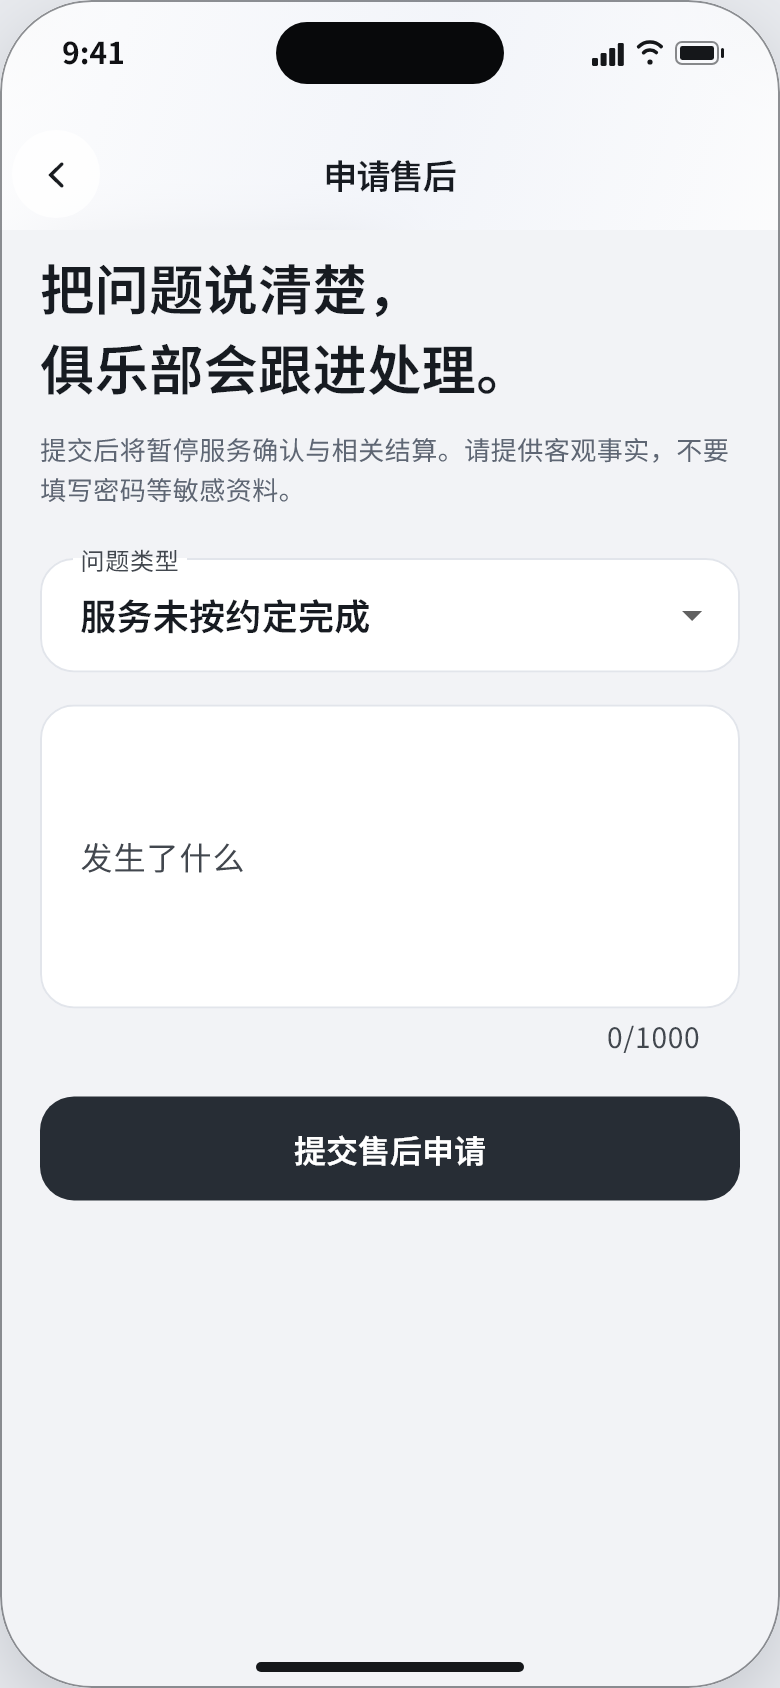 9:41
申请售后
把问题说清楚，
俱乐部会跟进处理。
提交后将暂停服务确认与相关结算。请提供客观事实，不要
填写密码等敏感资料。
问题类型
服务未按约定完成
发生了什么
0/1000
提交售后申请